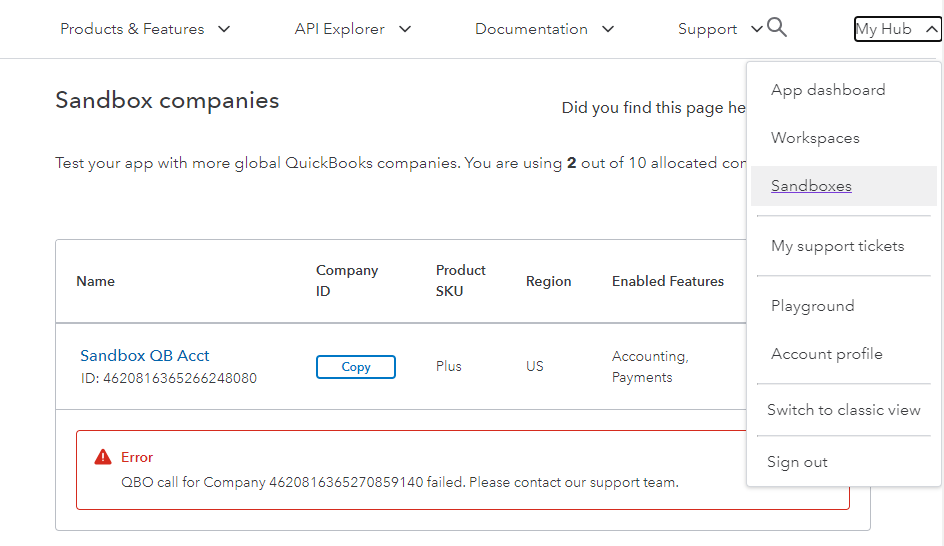 Products & Features
API Explorer
Documentation
Support
My Hub
Sandbox companies
Did you find this page he
Test your app with more global QuickBooks companies. You are using 2 out of 10 allocated con
App dashboard
Workspaces
Sandboxes
My support tickets
Playground
Account profile
Switch to classic view
Sign out
Name
Company
ID
Product
SKU
Region
Enabled Features
Sandbox QB Acct
ID: 4620816365266248080
Copy
Plus
US
Accounting,
Payments
Error
QBO call for Company 4620816365270859140 failed. Please contact our support team.